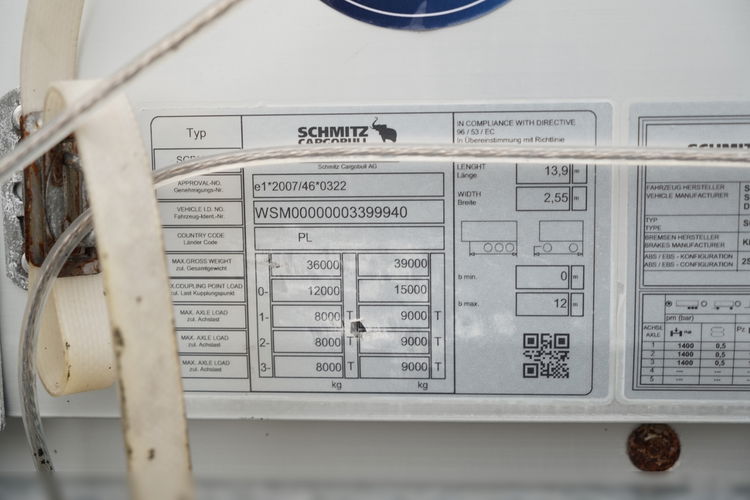 Typ
SCHMITZ
CARGOBULL
Schmitz Cargobull AG
APPROVAL-NO.
Genehmigungs-Nr.
e1*2007/46*0322
VEHICLE I.D. NO.
Fahrzeug-Ident.-Nr.
WSM00000003399940
COUNTRY CODE
Länder Code
PL
MAX.GROSS WEIGHT
zul. Gesamtgewicht
36000
39000
COUPLING POINT LOAD
zul. Last Kupplungspunkt
0-
12000
15000
MAX. AXLE LOAD
zul. Achslast
1-
8000 T
9000 T
MAX. AXLE LOAD
zul. Achslast
2-
8000 T
9000 T
MAX. AXLE LOAD
zul. Achslast
3-
8000 T
9000 T
kg
kg
IN COMPLIANCE WITH DIRECTIVE
96 / 53 / EC
in Übereinstimmung mit Richtlinie
LENGHT
Länge
13,9 m
WIDTH
Breite
2,55 m
b min.
0 m
b max.
12 m
FAHRZEUG HERSTELLER
VEHICLE MANUFACTURER
TYP
TYPE
BREMSEN HERSTELLER
BRAKES MANUFACTURER
ABS / EBS - KONFIGURATION
ABS / EBS - CONFIGURATION
pm (bar)
ACHSE
AXLE
1 1400 0,5
2 1400 0,5
3 1400 0,5
4 --- ---
5 --- ---